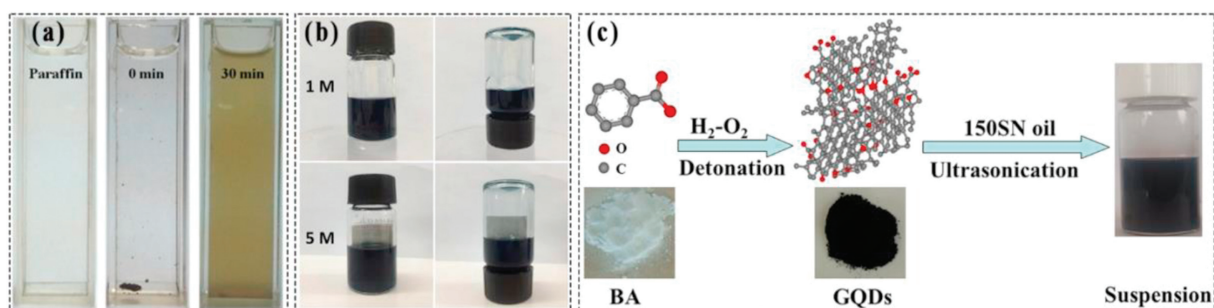 (a)
Paraffin
0 min
30 min
(b)
1 M
5 M
(c)
O
C
H₂-O₂
Detonation
150SN oil
Ultrasonication
BA
GQDs
Suspension